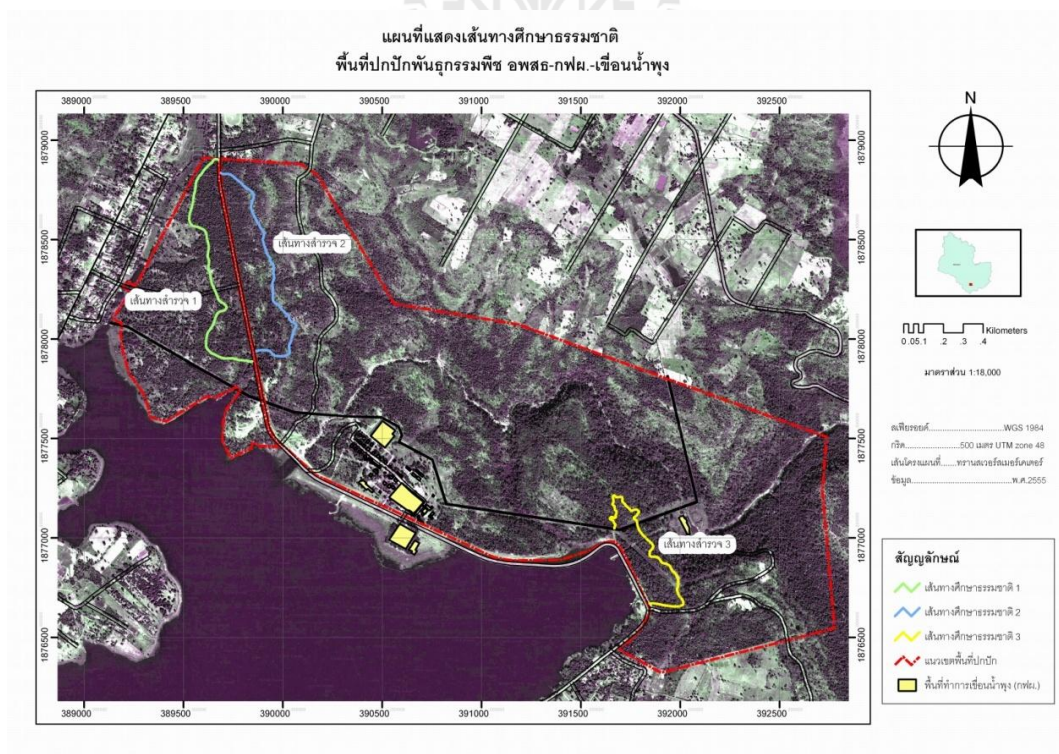 แผนที่แสดงเส้นทางศึกษาธรรมชาติ
พื้นที่ปกปักพันธุกรรมพืช อพสธ-กฟผ.-เขื่อนน้ำพุง
389000 389500 390000 390500 391000 391500 392000 392500
1879000 1879000
1878500 1878500
1878000 1878000
1877500 1877500
1877000 1877000
1876500 1876500
เส้นทางสำรวจ 2
เส้นทางสำรวจ 1
เส้นทางสำรวจ 3
389000 389500 390000 390500 391000 391500 392000 392500
N
Kilometers
0 .05 .1 .2 .3 .4
มาตราส่วน 1:18,000
สเฟียรอยด์..........................WGS 1984
กริด......................500 เมตร UTM zone 48
เส้นโครงแผนที่......ทรานสเวอร์สเมอร์เคเตอร์
ข้อมูล.....................................พ.ศ.2555
สัญญลักษณ์
เส้นทางศึกษาธรรมชาติ 1
เส้นทางศึกษาธรรมชาติ 2
เส้นทางศึกษาธรรมชาติ 3
แนวเขตพื้นที่ปกปัก
พื้นที่ทำการเขื่อนน้ำพุง (กฟผ.)